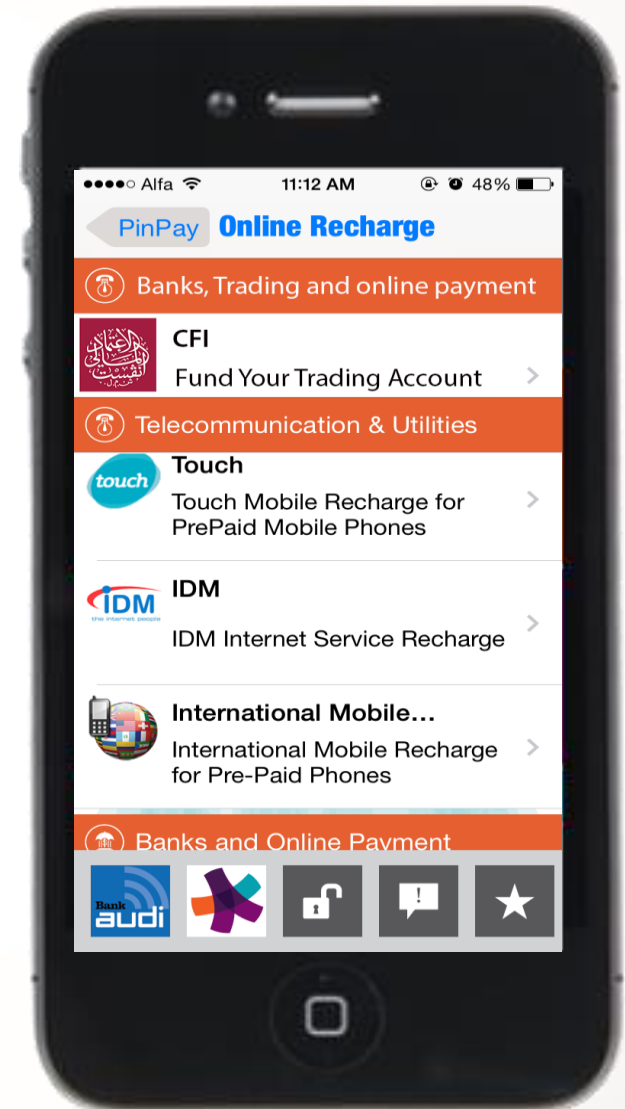 Alfa 11:12 AM 48%
PinPay Online Recharge
Banks, Trading and online payment
CFI
Fund Your Trading Account
Telecommunication & Utilities
touch
Touch
Touch Mobile Recharge for
PrePaid Mobile Phones
IDM
the internet people
IDM
IDM Internet Service Recharge
International Mobile...
International Mobile Recharge
for Pre-Paid Phones
Banks and Online Payment
Bank
audi
!